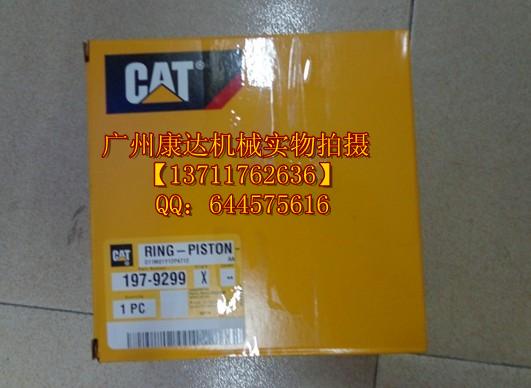 CAT®
广州康达机械实物拍摄
【13711762636】
QQ: 644575616
CAT
RING-PISTON-
AA
197-9299 X --
1 PC